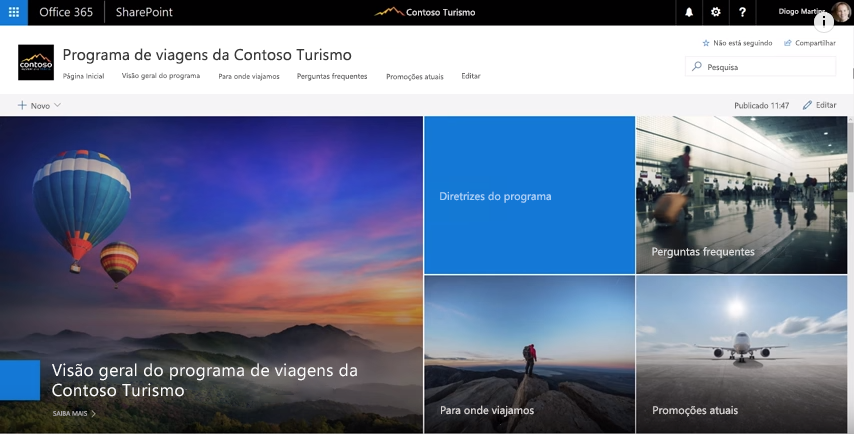 Office 365 SharePoint Contoso Turismo ? Diogo Martins
Não está seguindo Compartilhar
contoso
Programa de viagens da Contoso Turismo
Pesquisa
Página Inicial Visão geral do programa Para onde viajamos Perguntas frequentes Promoções atuais Editar
Novo Publicado 11:47 Editar
Diretrizes do programa
Perguntas frequentes
Visão geral do programa de viagens da
Contoso Turismo
SAIBA MAIS
Para onde viajamos
Promoções atuais